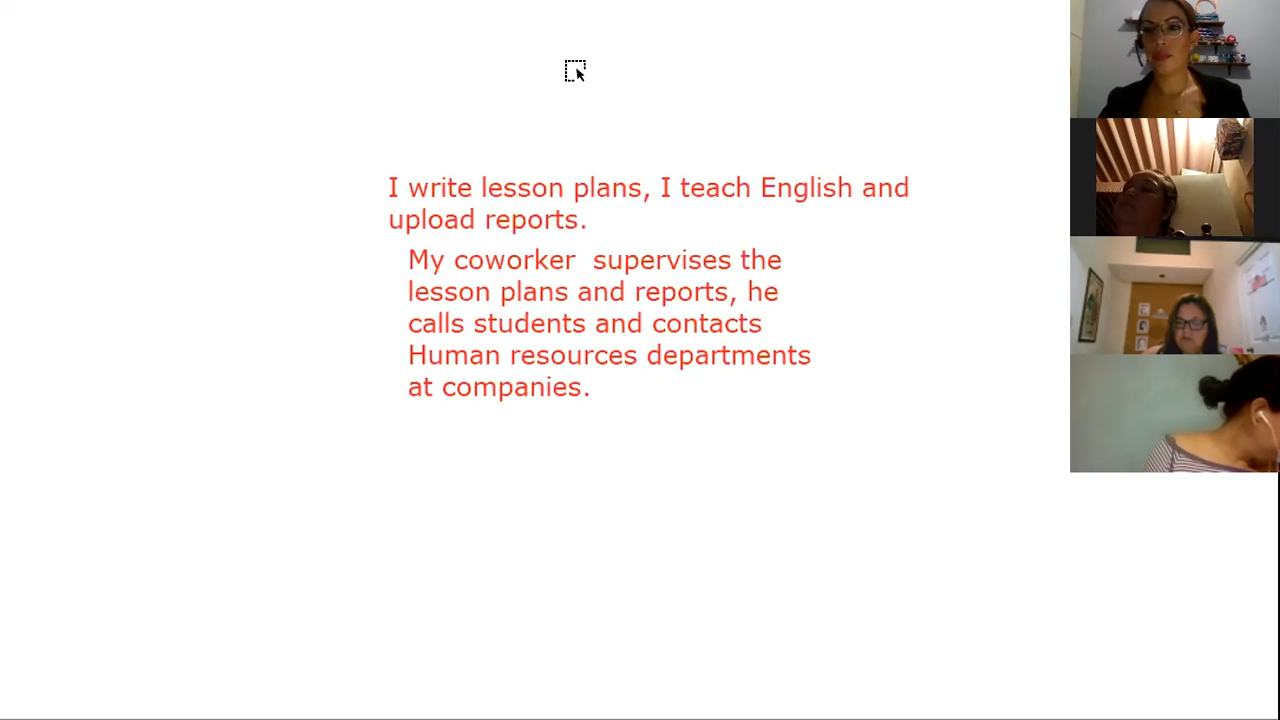 I write lesson plans, I teach English and
upload reports.
My coworker  supervises the
lesson plans and reports, he
calls students and contacts
Human resources departments
at companies.